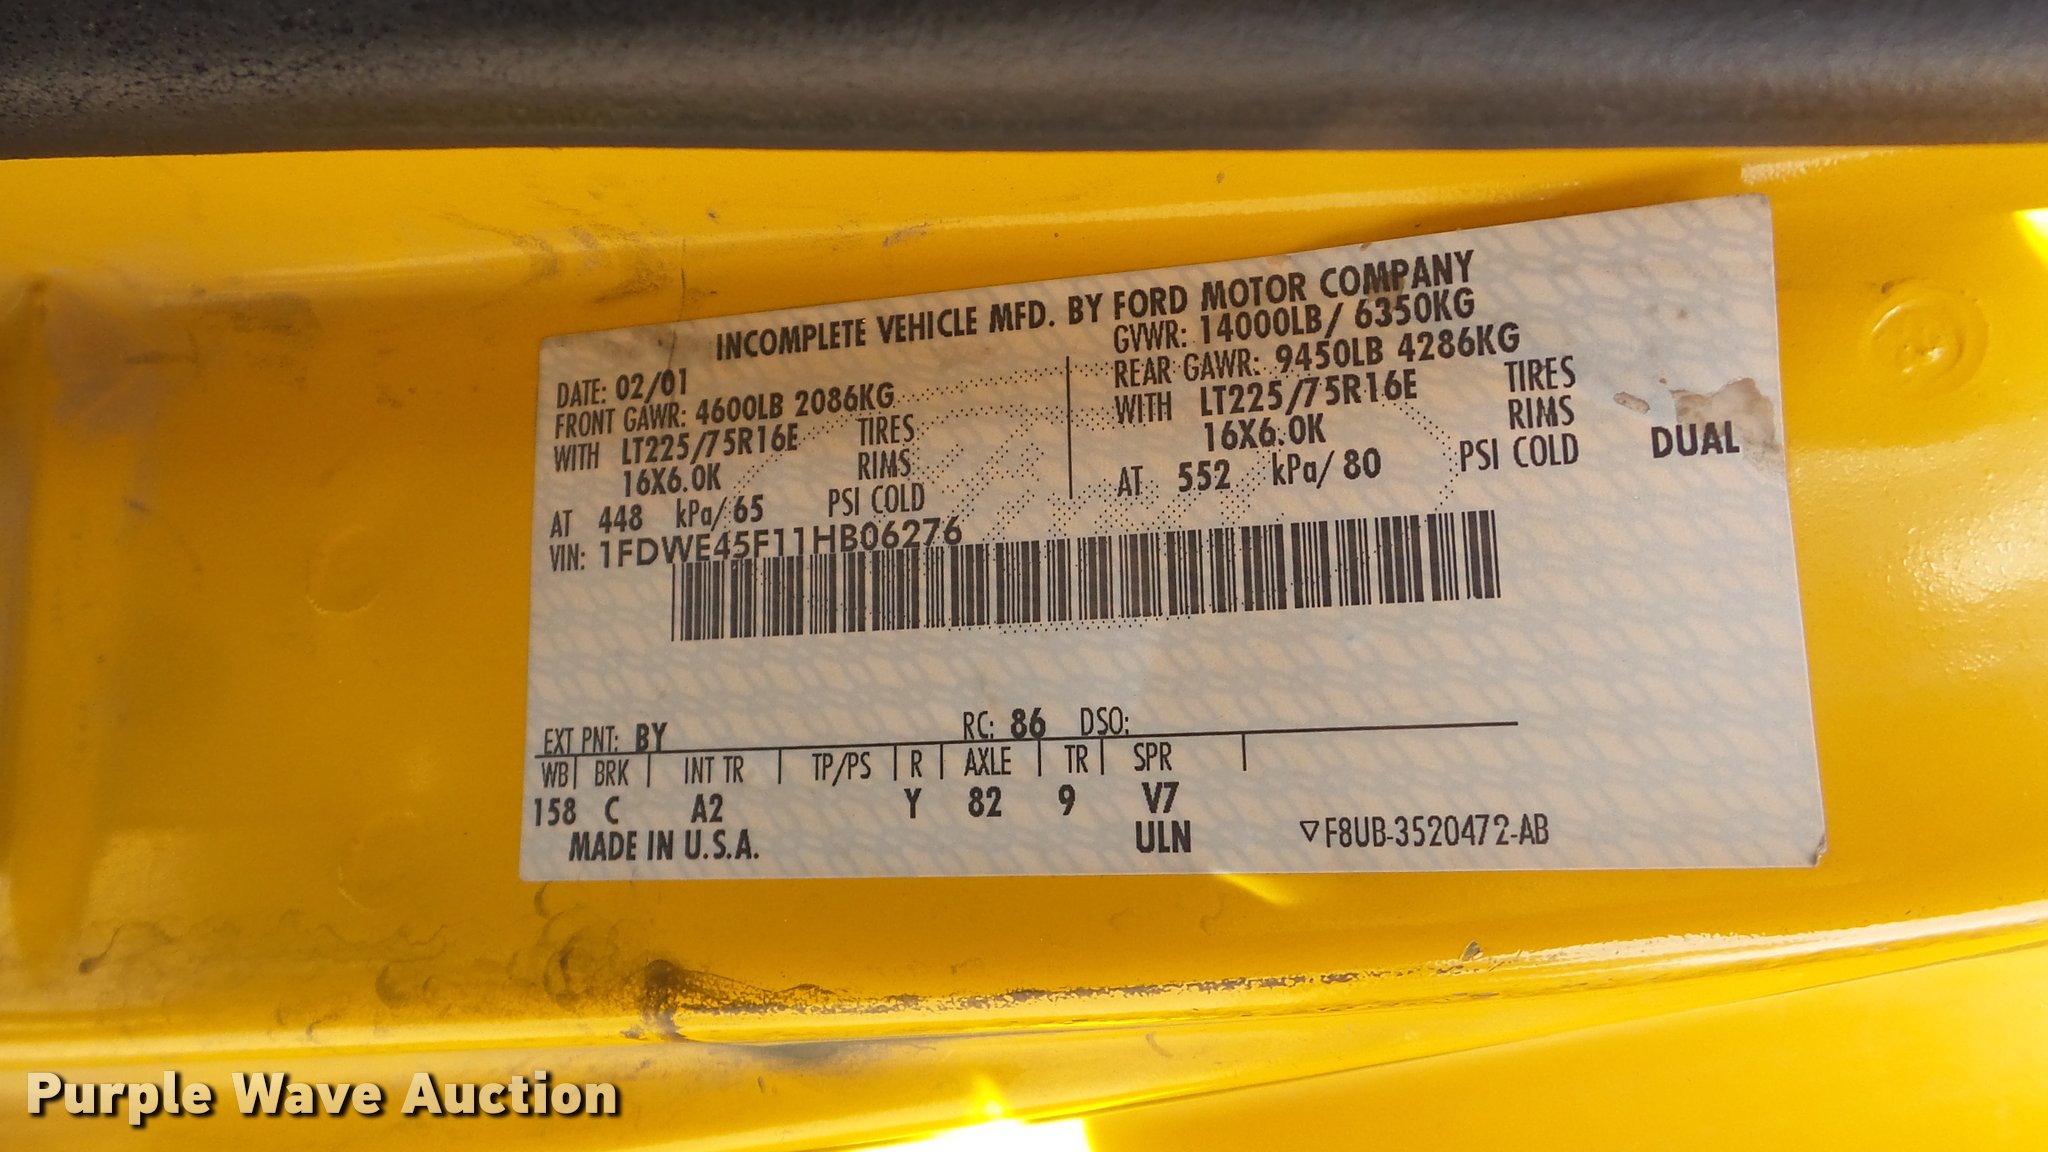 INCOMPLETE VEHICLE MFD. BY FORD MOTOR COMPANY
DATE: 02/01
GVWR: 14000LB/ 6350KG
FRONT GAWR: 4600LB 2086KG
REAR GAWR: 9450LB 4286KG
WITH LT225/75R16E TIRES
WITH LT225/75R16E TIRES
16X6.0K RIMS
16X6.0K RIMS DUAL
AT 448 kPa/ 65 PSI COLD
AT 552 kPa/ 80 PSI COLD
VIN: 1FDWE45F11HB06276
EXT PNT: BY RC: 86 DSO:
WB BRK INT TR TP/PS R AXLE TR SPR
158 C A2 Y 82 9 V7
MADE IN U.S.A. ULN ▽F8UB-3520472-AB
Purple Wave Auction